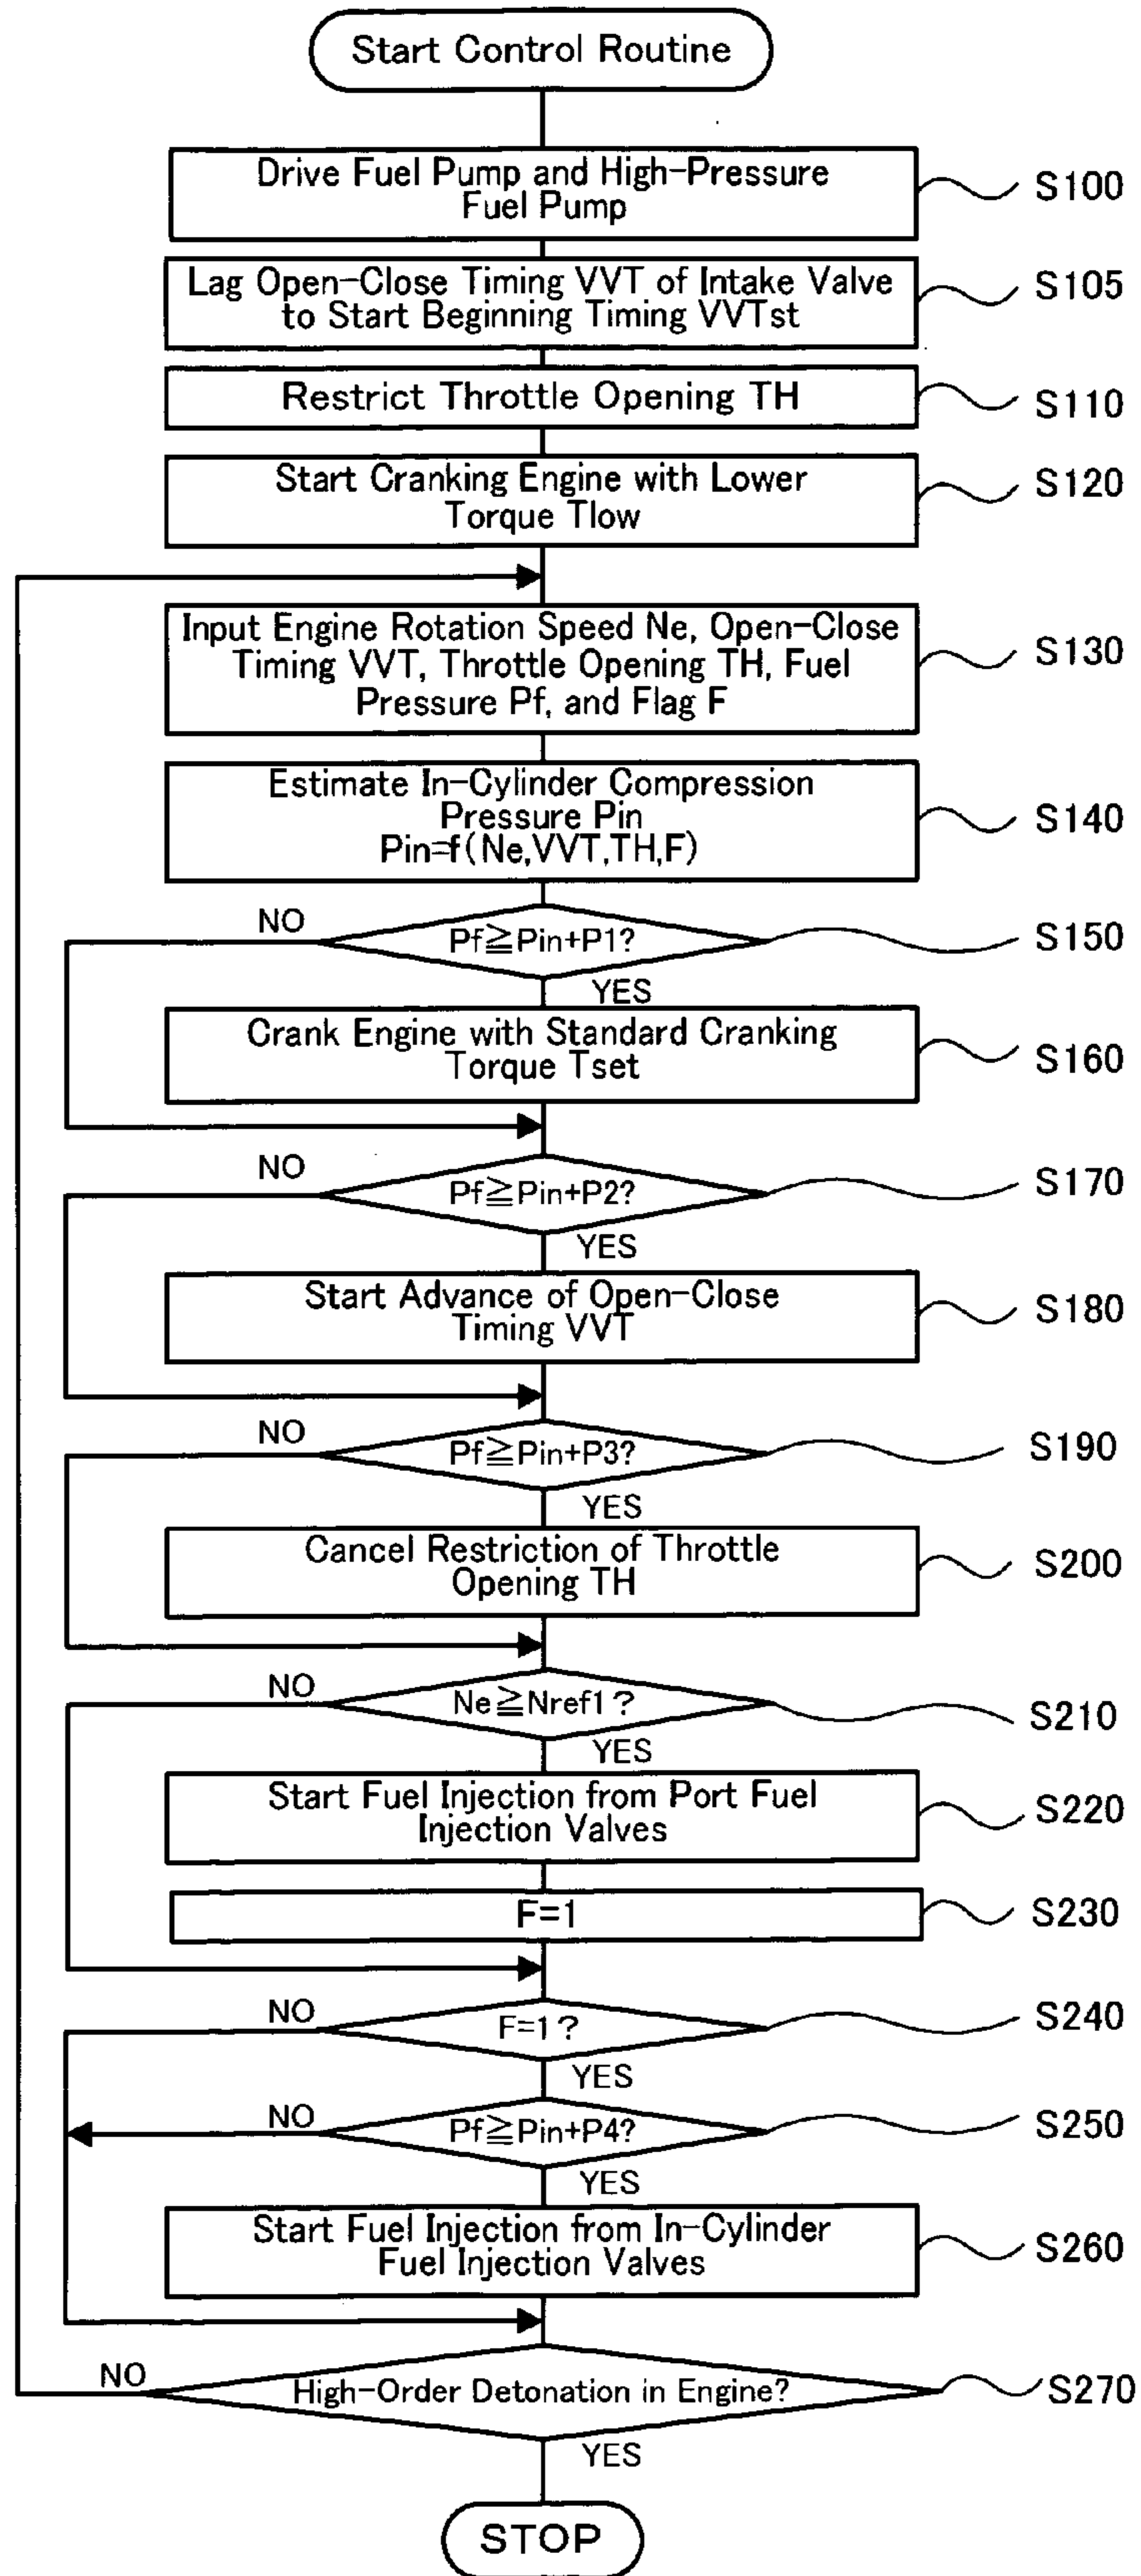 Start Control Routine
Drive Fuel Pump and High-Pressure
Fuel Pump
S100
Lag Open-Close Timing VVT of Intake Valve
to Start Beginning Timing VVTst
S105
Restrict Throttle Opening TH
S110
Start Cranking Engine with Lower
Torque Tlow
S120
Input Engine Rotation Speed Ne, Open-Close
Timing VVT, Throttle Opening TH, Fuel
Pressure Pf, and Flag F
S130
Estimate In-Cylinder Compression
Pressure Pin
Pin=f(Ne,VVT,TH,F)
S140
NO
Pf≧Pin+P1?
S150
YES
Crank Engine with Standard Cranking
Torque Tset
S160
NO
Pf≧Pin+P2?
S170
YES
Start Advance of Open-Close
Timing VVT
S180
NO
Pf≧Pin+P3?
S190
YES
Cancel Restriction of Throttle
Opening TH
S200
NO
Ne≧Nref1?
S210
YES
Start Fuel Injection from Port Fuel
Injection Valves
S220
F=1
S230
NO
F=1?
S240
YES
NO
Pf≧Pin+P4?
S250
YES
Start Fuel Injection from In-Cylinder
Fuel Injection Valves
S260
NO
High-Order Detonation in Engine?
S270
YES
STOP